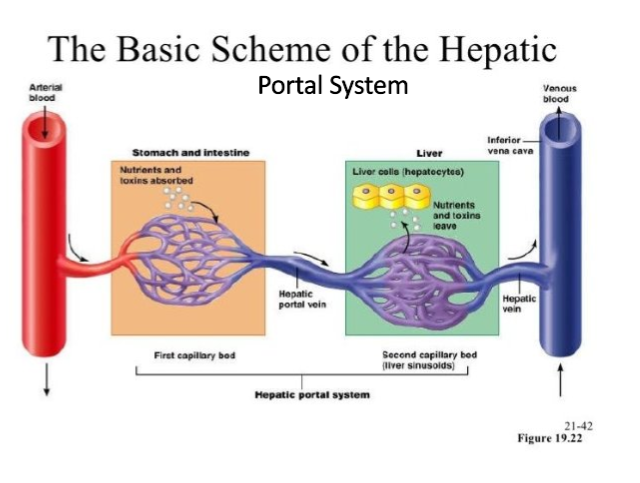 The Basic Scheme of the Hepatic
Portal System
Arterial
blood
Venous
blood
Inferior
vena cava
Stomach and intestine
Liver
Nutrients and
toxins absorbed
Liver cells (hepatocytes)
Nutrients
and toxins
leave
Hepatic
portal vein
Hepatic
vein
First capillary bed
Second capillary bed
(liver sinusoids)
Hepatic portal system
21-42
Figure 19.22